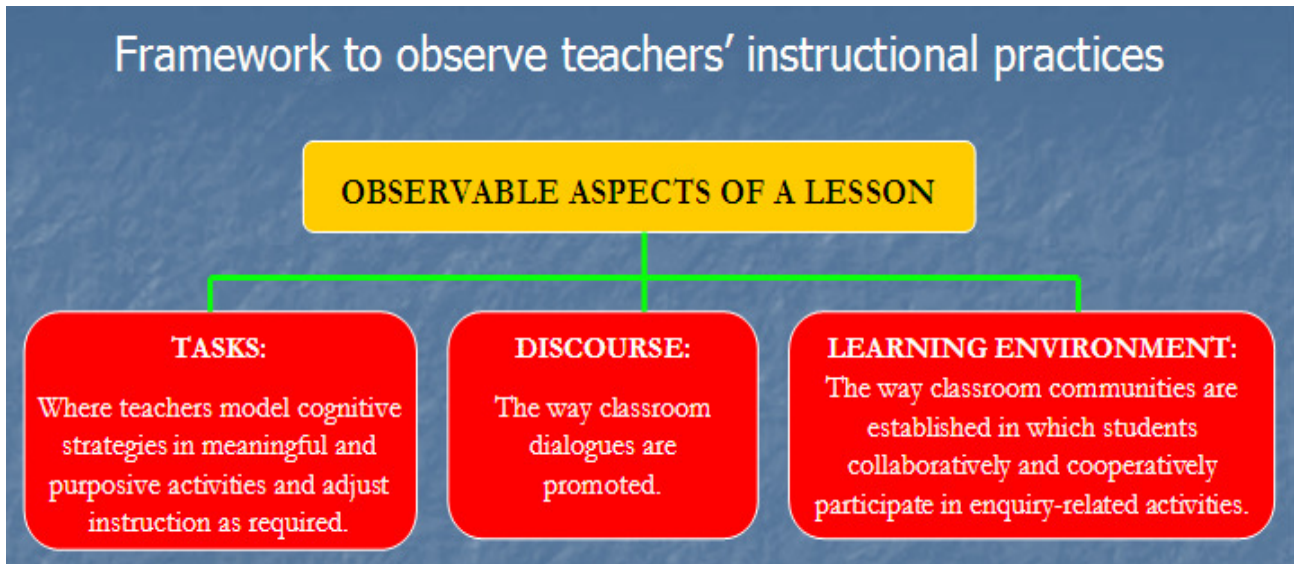 Framework to observe teachers’ instructional practices
OBSERVABLE ASPECTS OF A LESSON
TASKS:
Where teachers model cognitive
strategies in meaningful and
purposive activities and adjust
instruction as required.
DISCOURSE:
The way classroom
dialogues are
promoted.
LEARNING ENVIRONMENT:
The way classroom communities are
established in which students
collaboratively and cooperatively
participate in enquiry-related activities.